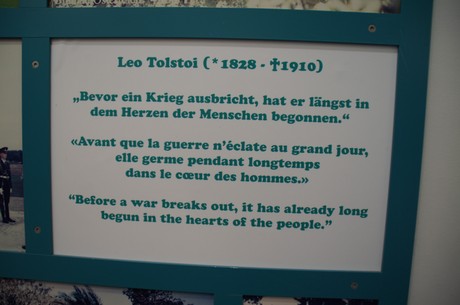 Leo Tolstoi (*1828 - ✝1910)
„Bevor ein Krieg ausbricht, hat er längst in
dem Herzen der Menschen begonnen.“
«Avant que la guerre n’éclate au grand jour,
elle germe pendant longtemps
dans le cœur des hommes.»
“Before a war breaks out, it has already long
begun in the hearts of the people.”